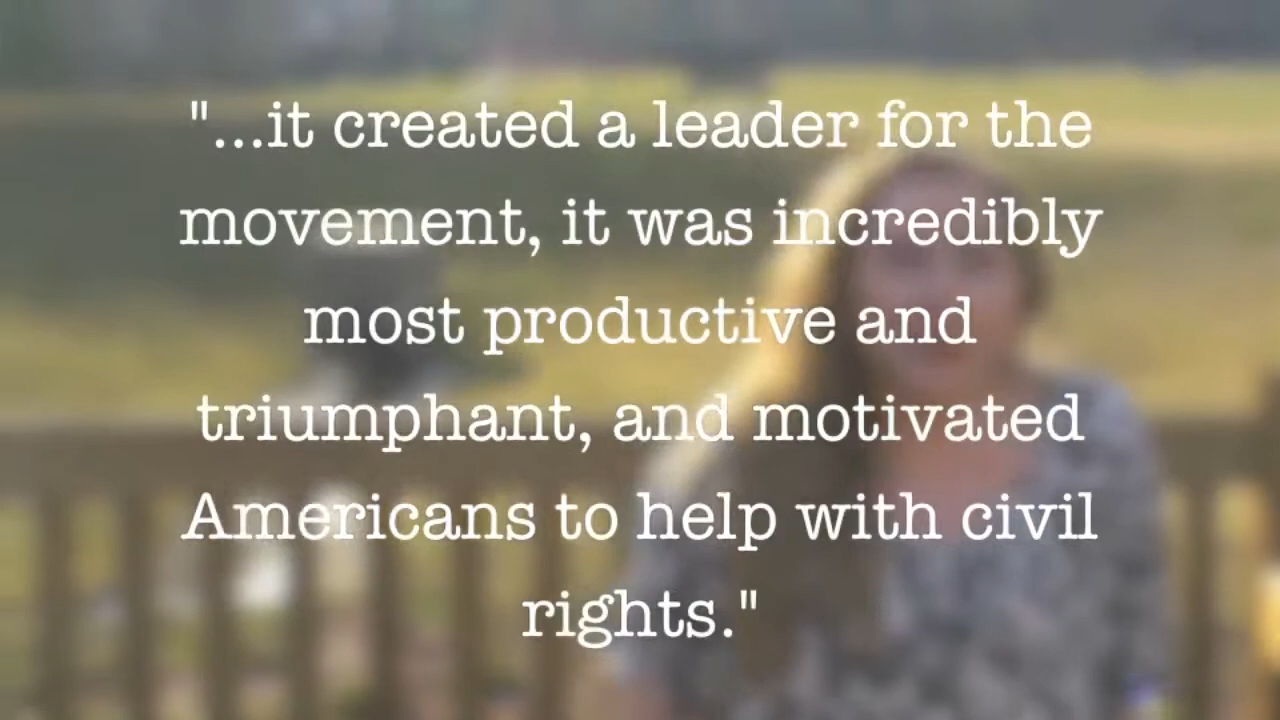 "...it created a leader for the
movement, it was incredibly
most productive and
triumphant, and motivated
Americans to help with civil
rights."